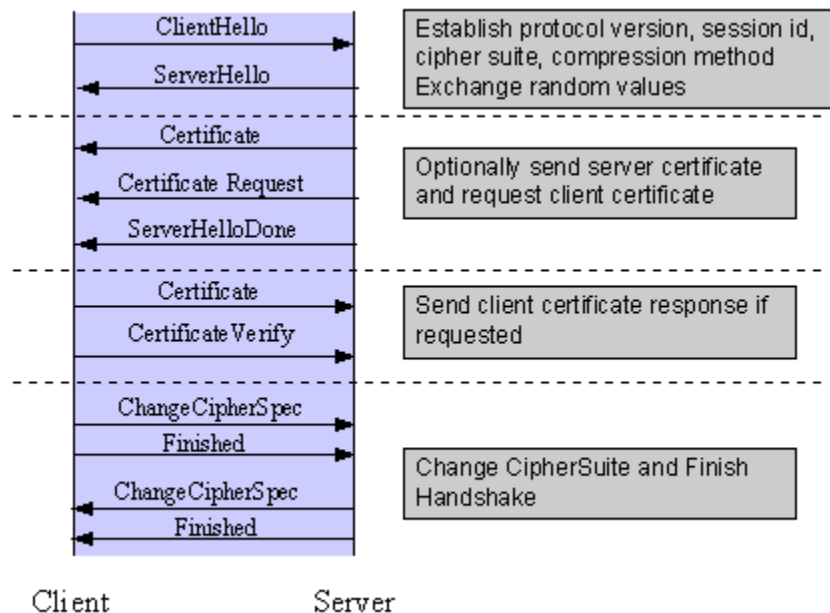 ClientHello
ServerHello
Establish protocol version, session id,
cipher suite, compression method
Exchange random values
Certificate
Certificate Request
ServerHelloDone
Optionally send server certificate
and request client certificate
Certificate
CertificateVerify
Send client certificate response if
requested
ChangeCipherSpec
Finished
ChangeCipherSpec
Finished
Change CipherSuite and Finish
Handshake
Client
Server